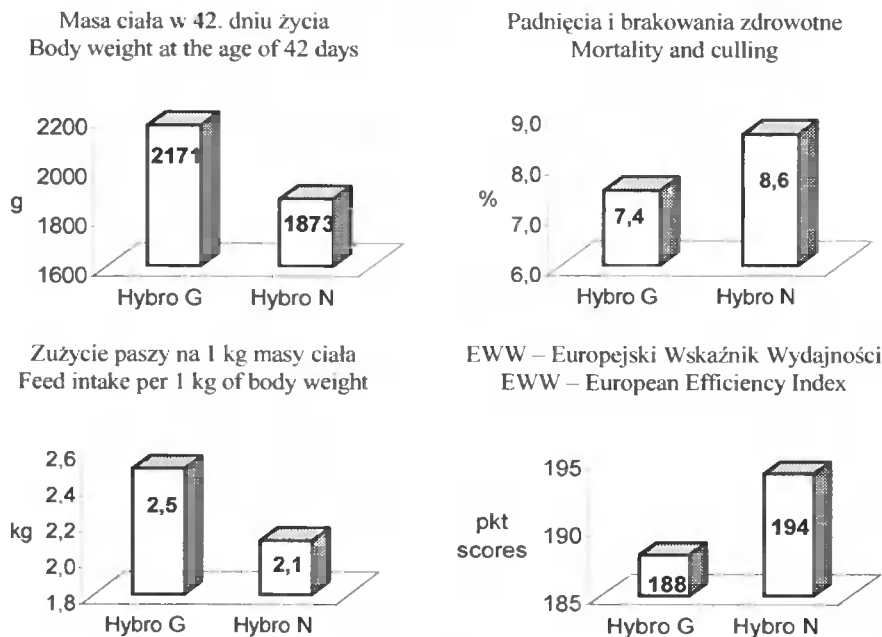 Masa ciała w 42. dniu życia
Body weight at the age of 42 days
2200
2000
g
1800
1600
2171
1873
Hybro G
Hybro N
Padnięcia i brakowania zdrowotne
Mortality and culling
9,0
8,0
%
7,0
6,0
7,4
8,6
Hybro G
Hybro N
Zużycie paszy na 1 kg masy ciała
Feed intake per 1 kg of body weight
2,6
2,4
kg
2,2
2,0
1,8
2,5
2,1
Hybro G
Hybro N
EWW – Europejski Wskaźnik Wydajności
EWW – European Efficiency Index
195
pkt
190
scores
185
188
194
Hybro G
Hybro N